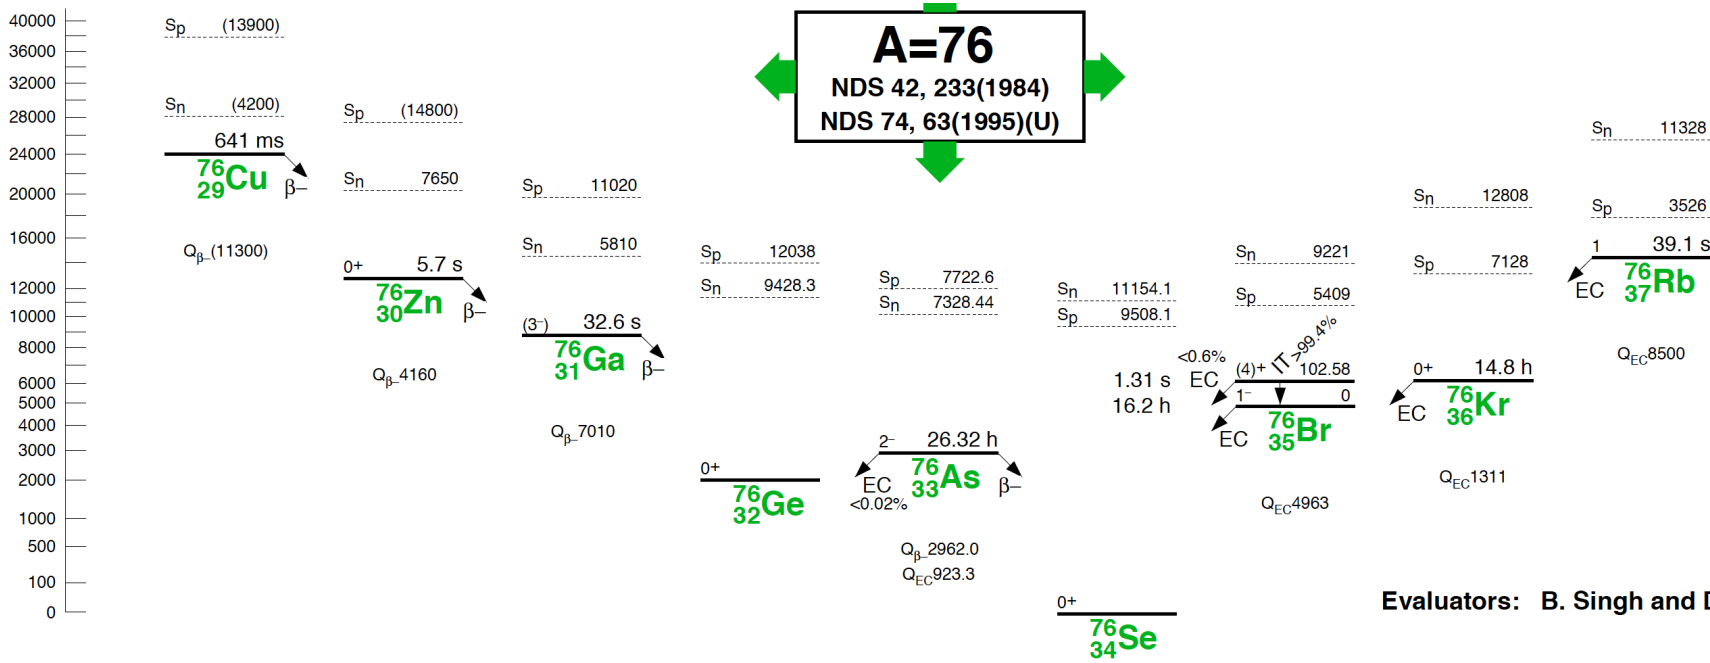 40000
36000
32000
28000
24000
20000
16000
12000
10000
8000
6000
5000
4000
3000
2000
1000
500
100
0
Sp (13900)
Sn (4200)
641 ms
76
29Cu
β–
Qβ–(11300)
Sp (14800)
Sn 7650
0+ 5.7 s
76
30Zn
β–
Qβ–4160
Sp 11020
Sn 5810
(3–) 32.6 s
76
31Ga
β–
Qβ–7010
Sp 12038
Sn 9428.3
0+
76
32Ge
A=76
NDS 42, 233(1984)
NDS 74, 63(1995)(U)
Sp 7722.6
Sn 7328.44
2– 26.32 h
76
33As
EC
<0.02%
β–
Qβ–2962.0
QEC923.3
Sn 11154.1
Sp 9508.1
0+
76
34Se
Sn 9221
Sp 5409
IT >99.4%
<0.6%
EC
1.31 s
(4)+ 102.58
16.2 h
1– 0
76
35Br
EC
QEC4963
Sn 12808
Sp 7128
0+ 14.8 h
76
36Kr
EC
QEC1311
Sn 11328
Sp 3526
1 39.1 s
76
37Rb
EC
QEC8500
Evaluators: B. Singh and